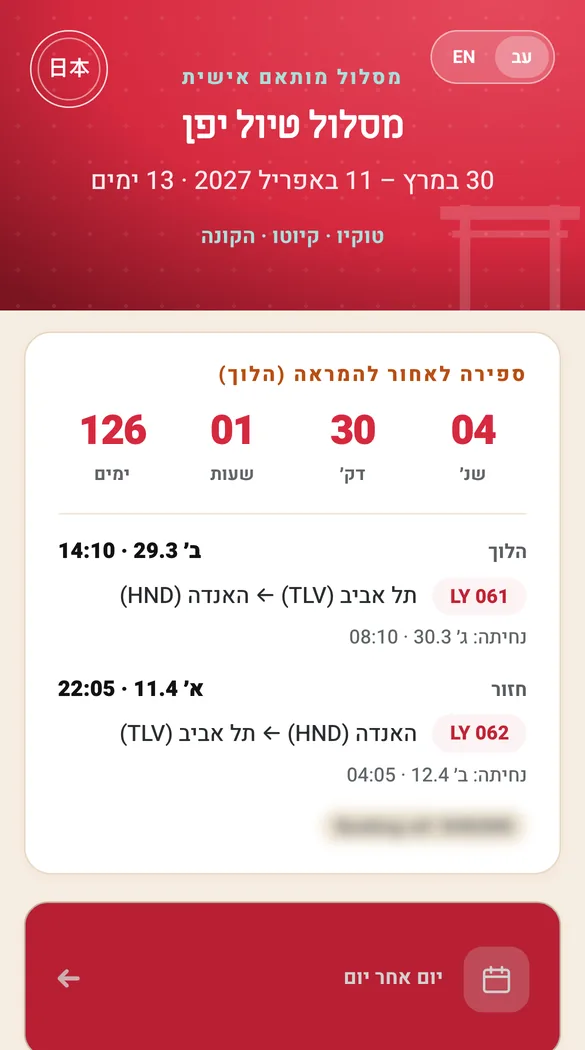 日本
עב EN
מסלול מותאם אישית
מסלול טיול יפן
30 במרץ – 11 באפריל 2027 · 13 ימים
טוקיו · קיוטו · הקונה
ספירה לאחור להמראה (הלוך)
04 30 01 126
שנ׳ דק׳ שעות ימים
הלוך ב׳ 29.3 · 14:10
LY 061 תל אביב (TLV) ← האנדה (HND)
נחיתה: ג׳ 30.3 · 08:10
חזור א׳ 11.4 · 22:05
LY 062 האנדה (HND) ← תל אביב (TLV)
נחיתה: ב׳ 12.4 · 04:05
יום אחר יום ←